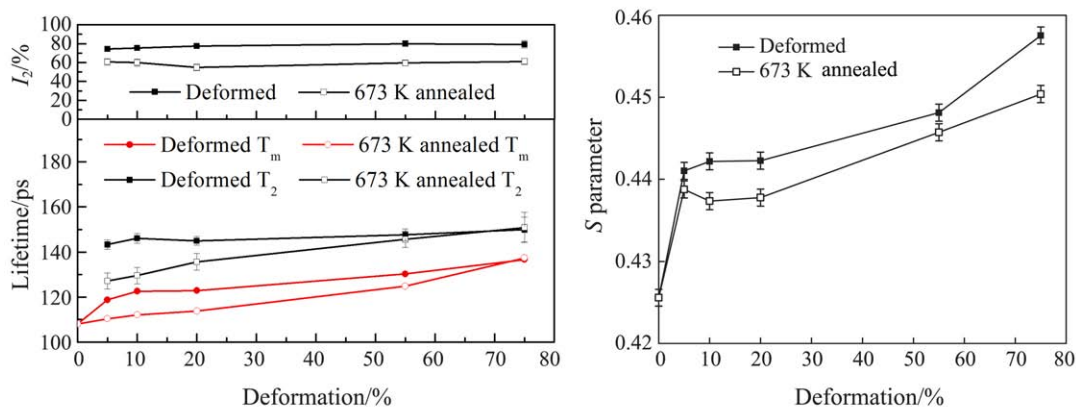 I2/%
100
80
60
40
20
0
Deformed
673 K annealed
Lifetime/ps
180
160
140
120
100
Deformed Tm
673 K annealed Tm
Deformed T2
673 K annealed T2
0 10 20 30 40 50 60 70 80
Deformation/%
S parameter
0.46
0.45
0.44
0.43
0.42
Deformed
673 K annealed
0 10 20 30 40 50 60 70 80
Deformation/%